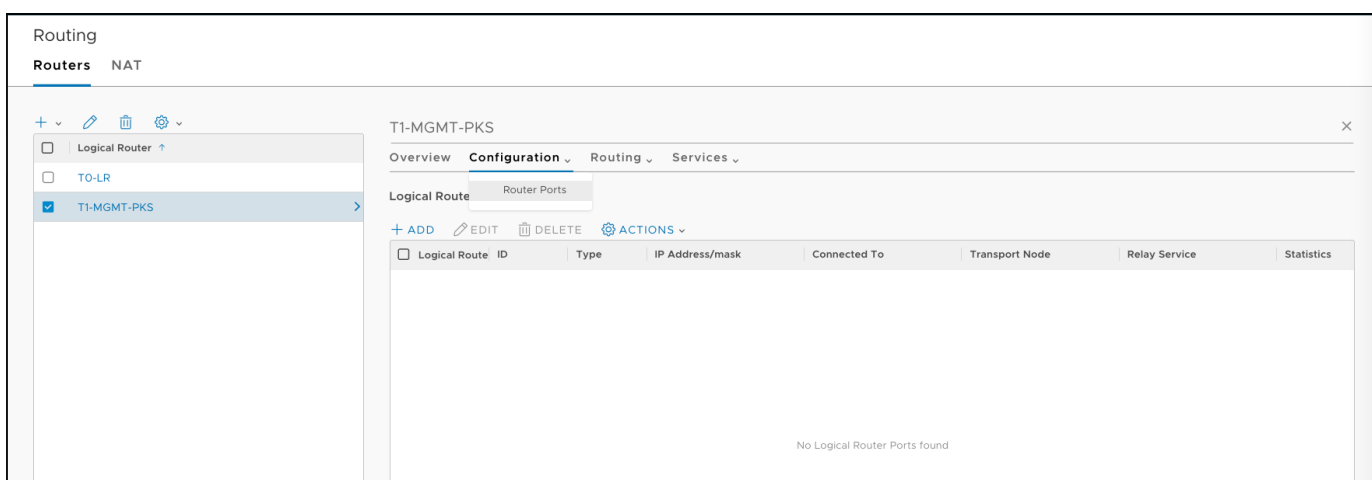 Routing
Routers NAT
Logical Router ↑
T0-LR
T1-MGMT-PKS
T1-MGMT-PKS
Overview Configuration Routing Services
Router Ports
Logical Route
+ ADD EDIT DELETE ACTIONS
Logical Route ID Type IP Address/mask Connected To Transport Node Relay Service Statistics
No Logical Router Ports found